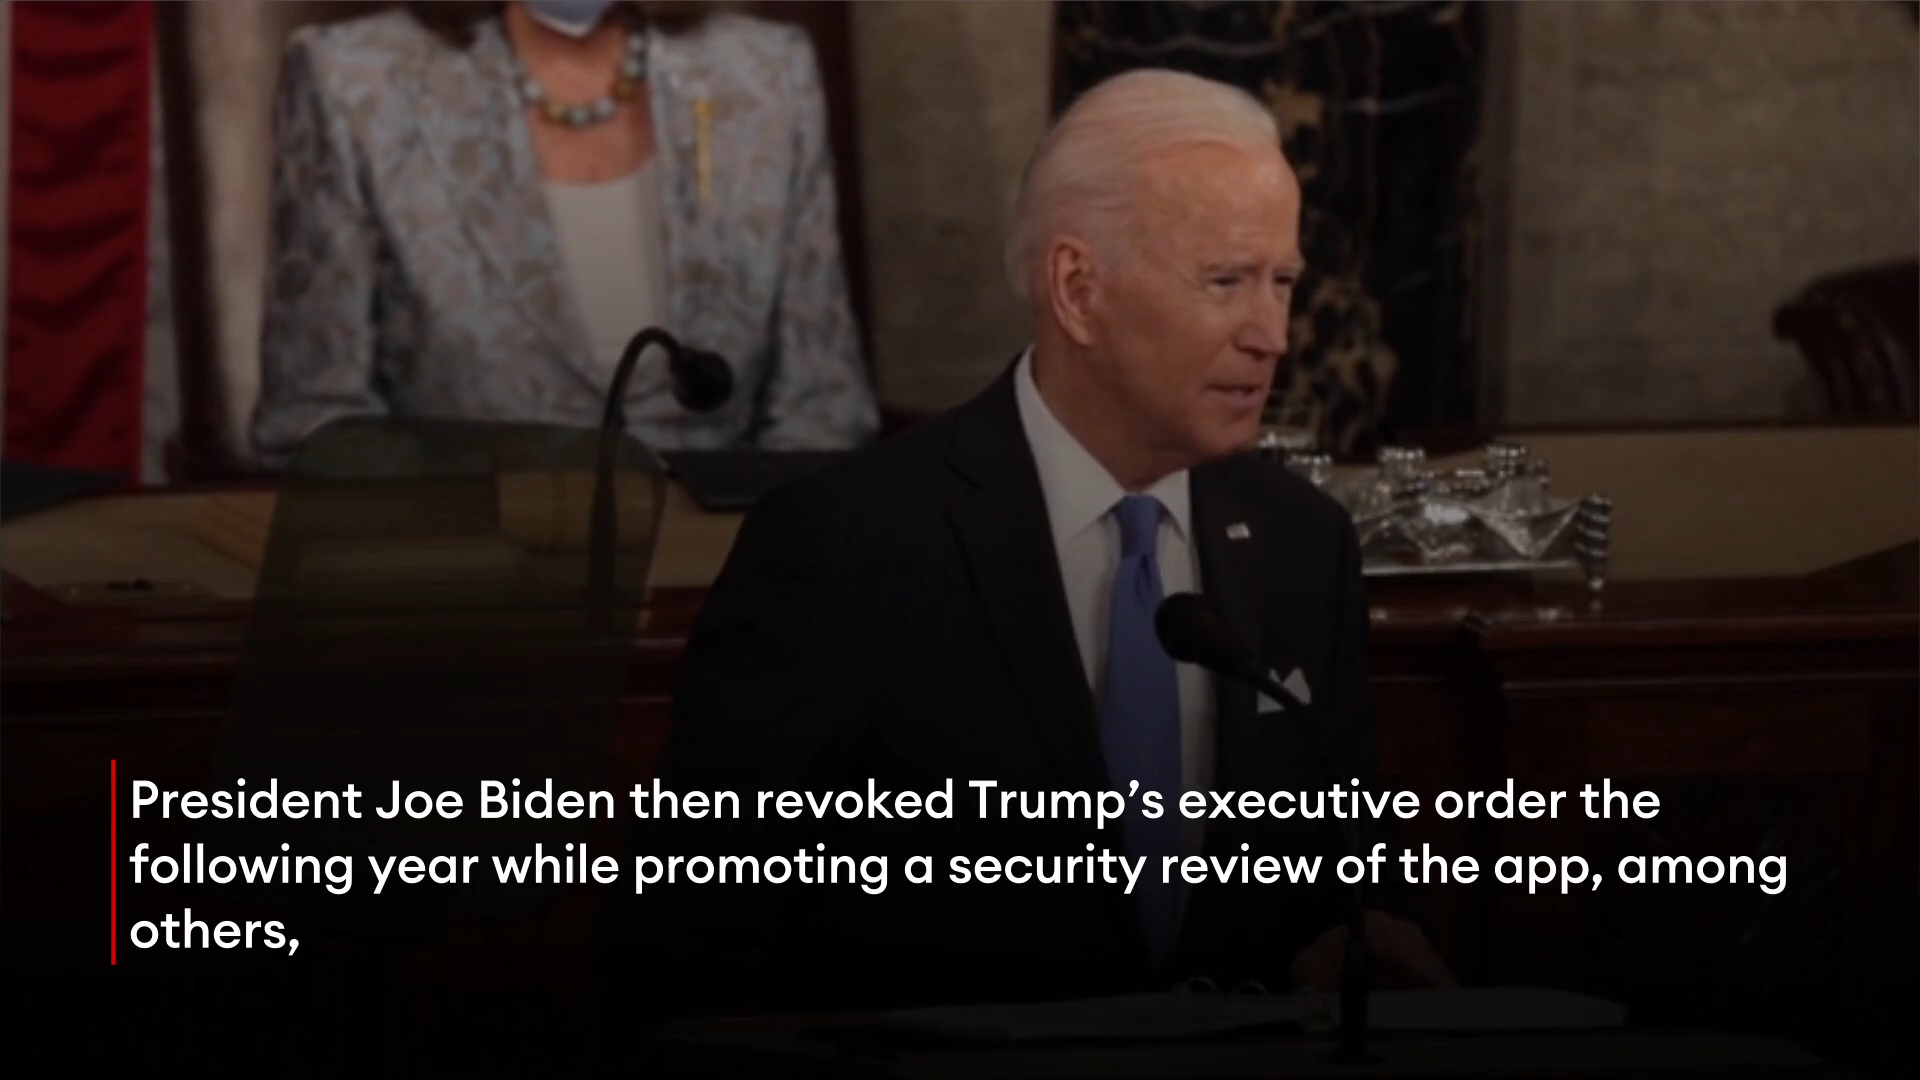 President Joe Biden then revoked Trump’s executive order the
following year while promoting a security review of the app, among
others,